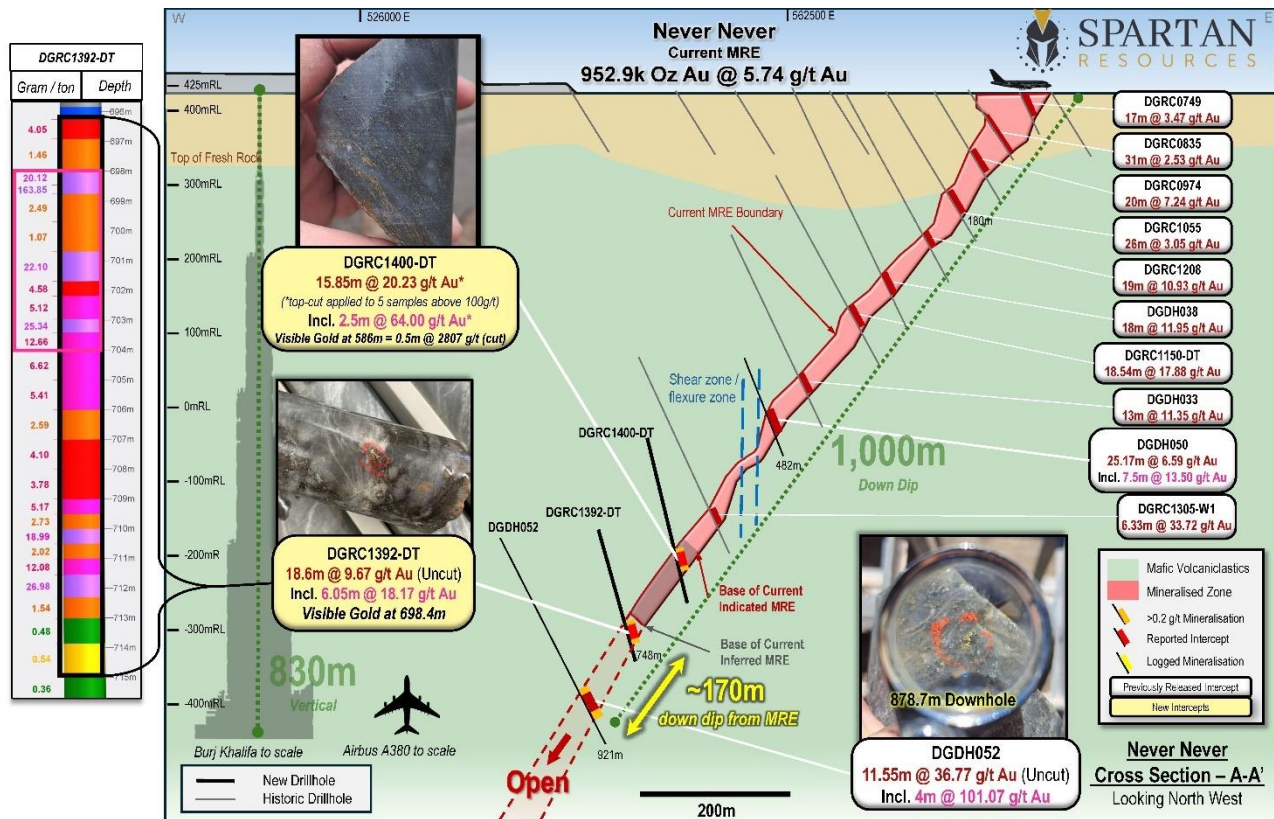 DGRC1392-DT
Gram / ton Depth
696m
4.05
697m
1.46
698m
20.12
163.85
699m
2.49
1.07
700m
22.10
701m
4.58
702m
5.12
25.34
703m
12.66
704m
6.62
705m
5.41
706m
2.59
707m
4.10
708m
3.78
709m
5.17
2.73
710m
18.99
2.02
711m
12.08
26.98
712m
1.54
713m
0.48
714m
0.54
715m
0.36
W
526000 E
562500 E
E
Never Never
Current MRE
952.9k Oz Au @ 5.74 g/t Au
SPARTAN
RESOURCES
425mRL
400mRL
Top of Fresh Rock
300mRL
200mRL
100mRL
0mRL
-100mRL
-200mR
-300mRL
-400mRL
DGRC1400-DT
15.85m @ 20.23 g/t Au*
(*top-cut applied to 5 samples above 100g/t)
Incl. 2.5m @ 64.00 g/t Au*
Visible Gold at 586m = 0.5m @ 2807 g/t (cut)
DGRC1392-DT
18.6m @ 9.67 g/t Au (Uncut)
Incl. 6.05m @ 18.17 g/t Au
Visible Gold at 698.4m
830m
Vertical
Burj Khalifa to scale
Airbus A380 to scale
New Drillhole
Historic Drillhole
Current MRE Boundary
180m
Shear zone /
flexure zone
DGRC1400-DT
DGRC1392-DT
DGDH052
482m
1,000m
Down Dip
Base of Current
Indicated MRE
Base of Current
Inferred MRE
748m
~170m
down dip from MRE
921m
Open
200m
DGRC0749
17m @ 3.47 g/t Au
DGRC0835
31m @ 2.53 g/t Au
DGRC0974
20m @ 7.24 g/t Au
DGRC1055
26m @ 3.05 g/t Au
DGRC1208
19m @ 10.93 g/t Au
DGDH038
18m @ 11.95 g/t Au
DGRC1150-DT
18.54m @ 17.88 g/t Au
DGDH033
13m @ 11.35 g/t Au
DGDH050
25.17m @ 6.59 g/t Au
Incl. 7.5m @ 13.50 g/t Au
DGRC1305-W1
6.33m @ 33.72 g/t Au
878.7m Downhole
DGDH052
11.55m @ 36.77 g/t Au (Uncut)
Incl. 4m @ 101.07 g/t Au
Mafic Volcaniclastics
Mineralised Zone
>0.2 g/t Mineralisation
Reported Intercept
Logged Mineralisation
Previously Released Intercept
New Intercepts
Never Never
Cross Section – A-A'
Looking North West